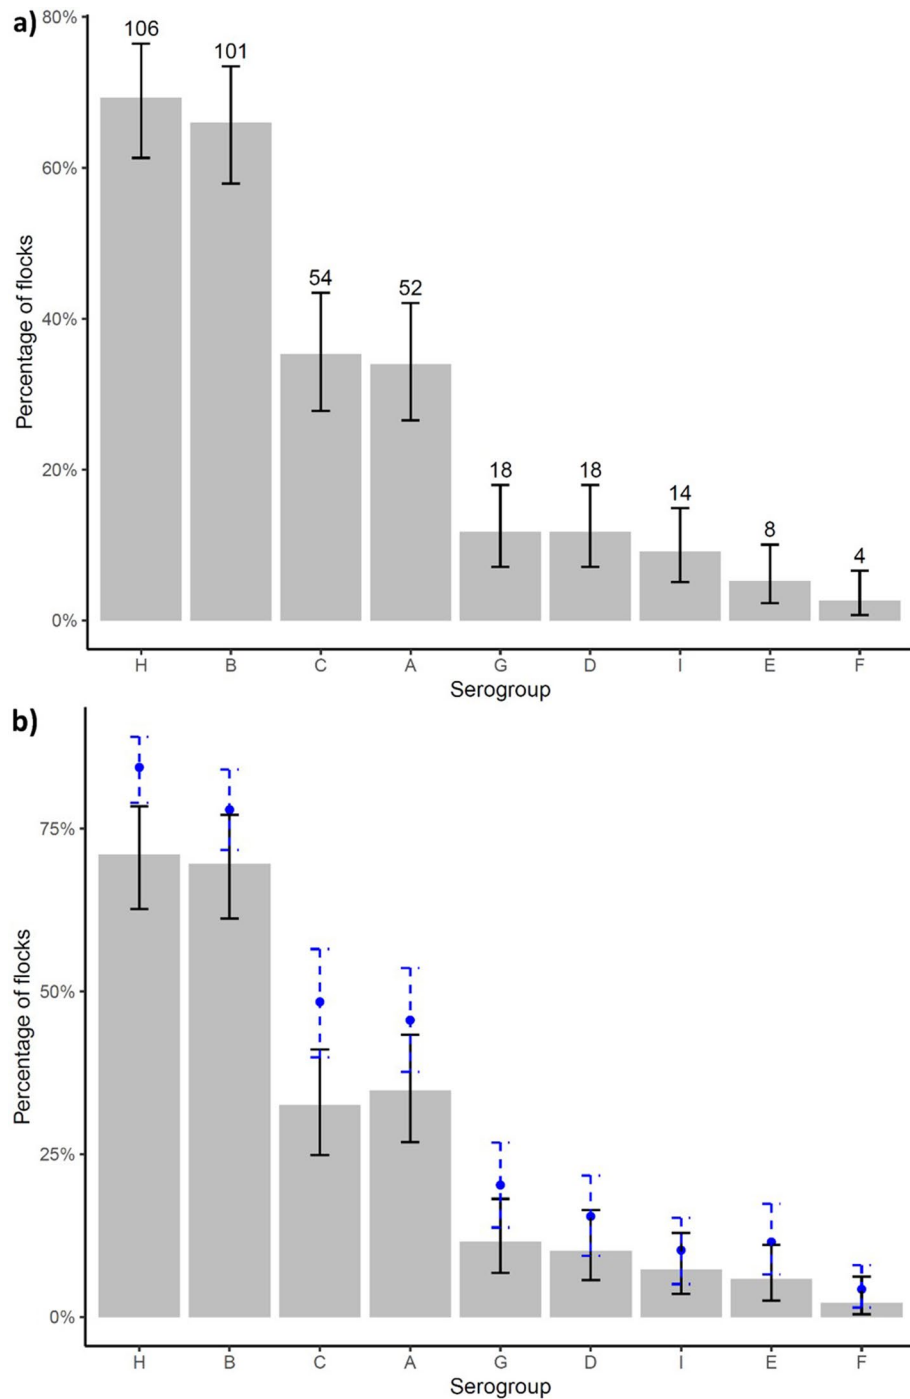 a)
80%
60%
40%
20%
0%
Percentage of flocks
106
101
54
52
18
18
14
8
4
H B C A G D I E F
Serogroup
b)
75%
50%
25%
0%
Percentage of flocks
H B C A G D I E F
Serogroup